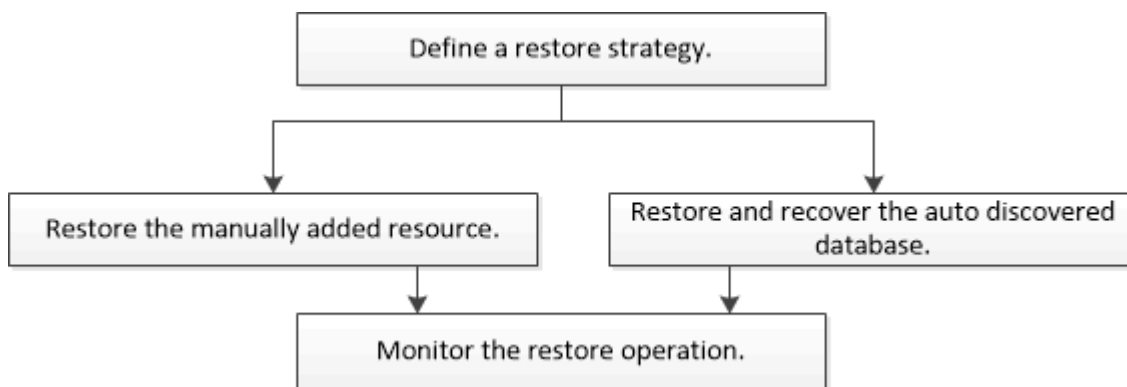 Define a restore strategy.
Restore the manually added resource.
Restore and recover the auto discovered
database.
Monitor the restore operation.